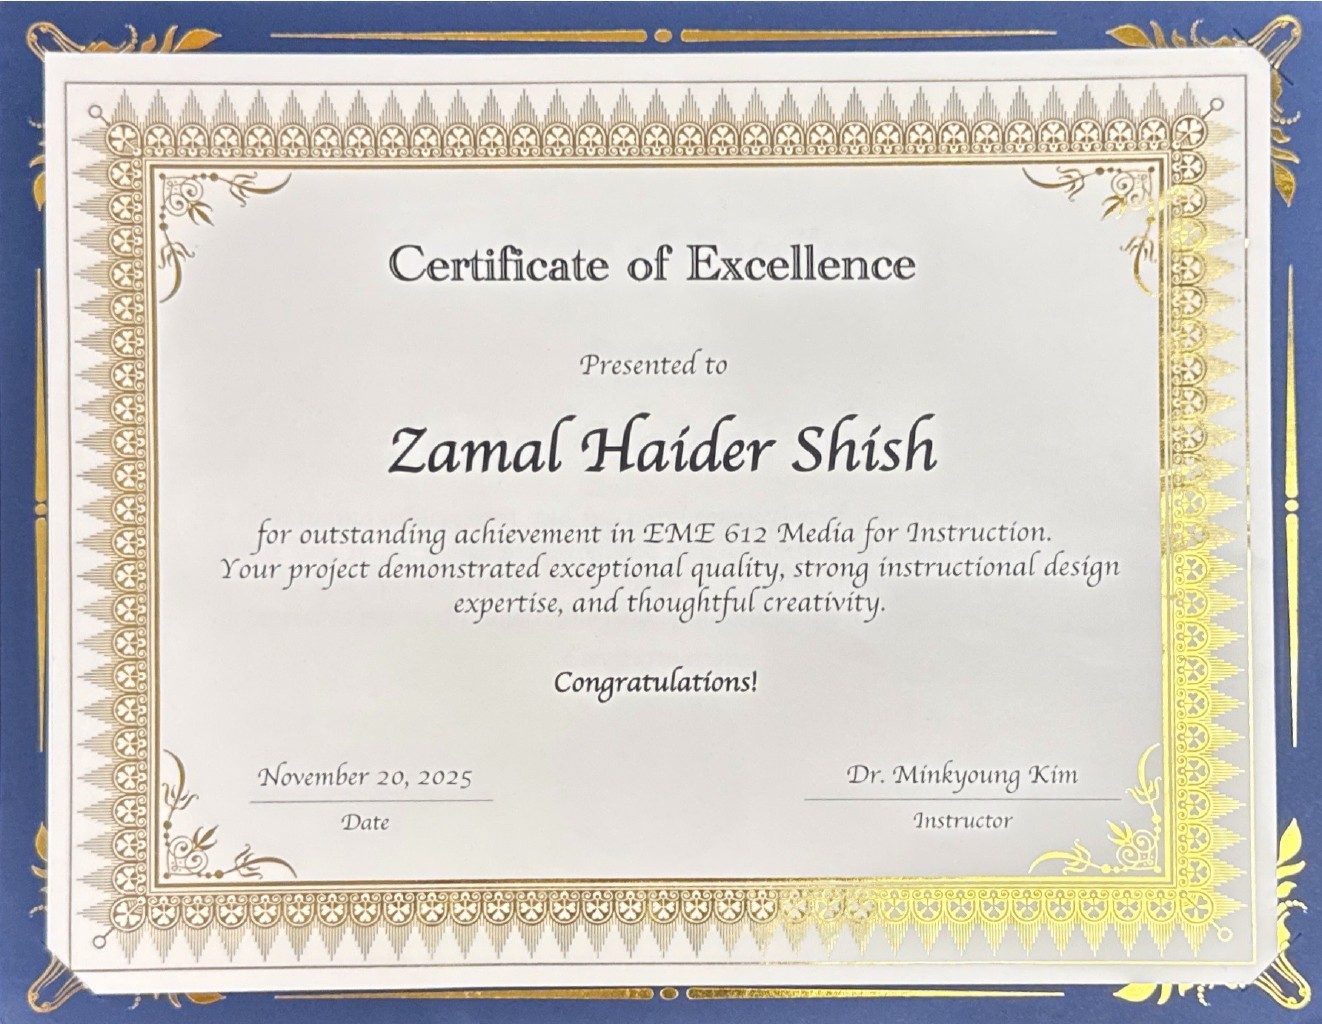 Certificate of Excellence
Presented to
Zamal Haider Shish
for outstanding achievement in EME 612 Media for Instruction.
Your project demonstrated exceptional quality, strong instructional design
expertise, and thoughtful creativity.
Congratulations!
November 20, 2025
Dr. Minkyoung Kim
Date
Instructor